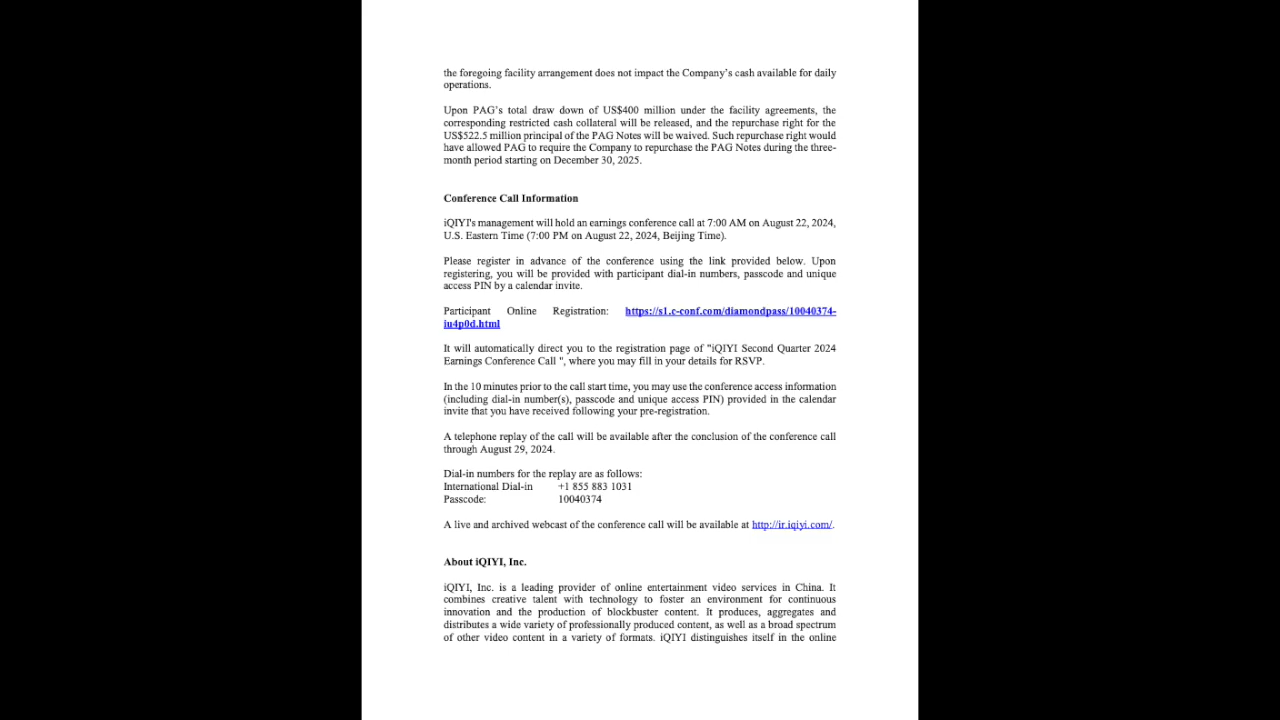 the foregoing facility arrangement does not impact the Company's cash available for daily
operations.
Upon PAG's total draw down of US$400 million under the facility agreements, the
corresponding restricted cash collateral will be released, and the repurchase right for the
US$522.5 million principal of the PAG Notes will be waived. Such repurchase right would
have allowed PAG to require the Company to repurchase the PAG Notes during the three-
month period starting on December 30, 2025.
Conference Call Information
iQIYI's management will hold an earnings conference call at 7:00 AM on August 22, 2024,
U.S. Eastern Time (7:00 PM on August 22, 2024, Beijing Time).
Please register in advance of the conference using the link provided below. Upon
registering, you will be provided with participant dial-in numbers, passcode and unique
access PIN by a calendar invite.
Participant Online Registration: https://s1.c-conf.com/diamondpass/10040374-
iu4p0d.html
It will automatically direct you to the registration page of "iQIYI Second Quarter 2024
Earnings Conference Call ", where you may fill in your details for RSVP.
In the 10 minutes prior to the call start time, you may use the conference access information
(including dial-in number(s), passcode and unique access PIN) provided in the calendar
invite that you have received following your pre-registration.
A telephone replay of the call will be available after the conclusion of the conference call
through August 29, 2024.
Dial-in numbers for the replay are as follows:
International Dial-in +1 855 883 1031
Passcode: 10040374
A live and archived webcast of the conference call will be available at http://ir.iqiyi.com/.
About iQIYI, Inc.
iQIYI, Inc. is a leading provider of online entertainment video services in China. It
combines creative talent with technology to foster an environment for continuous
innovation and the production of blockbuster content. It produces, aggregates and
distributes a wide variety of professionally produced content, as well as a broad spectrum
of other video content in a variety of formats. iQIYI distinguishes itself in the online